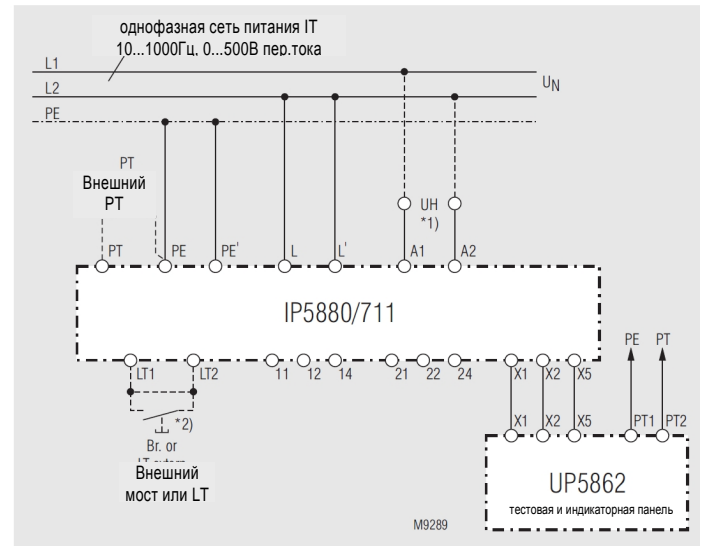 однофазная сеть питания IT
10...1000Гц, 0...500В пер.тока
L1
UN
L2
PE
PT
Внешний
PT
UH
*1)
PT PE PE' L L' A1 A2
IP5880/711
PE PT
LT1 LT2 11 12 14 21 22 24 X1 X2 X5
*2)
Br. or
Внешний
мост или LT
X1 X2 X5 PT1 PT2
UP5862
тестовая и индикаторная панель
M9289